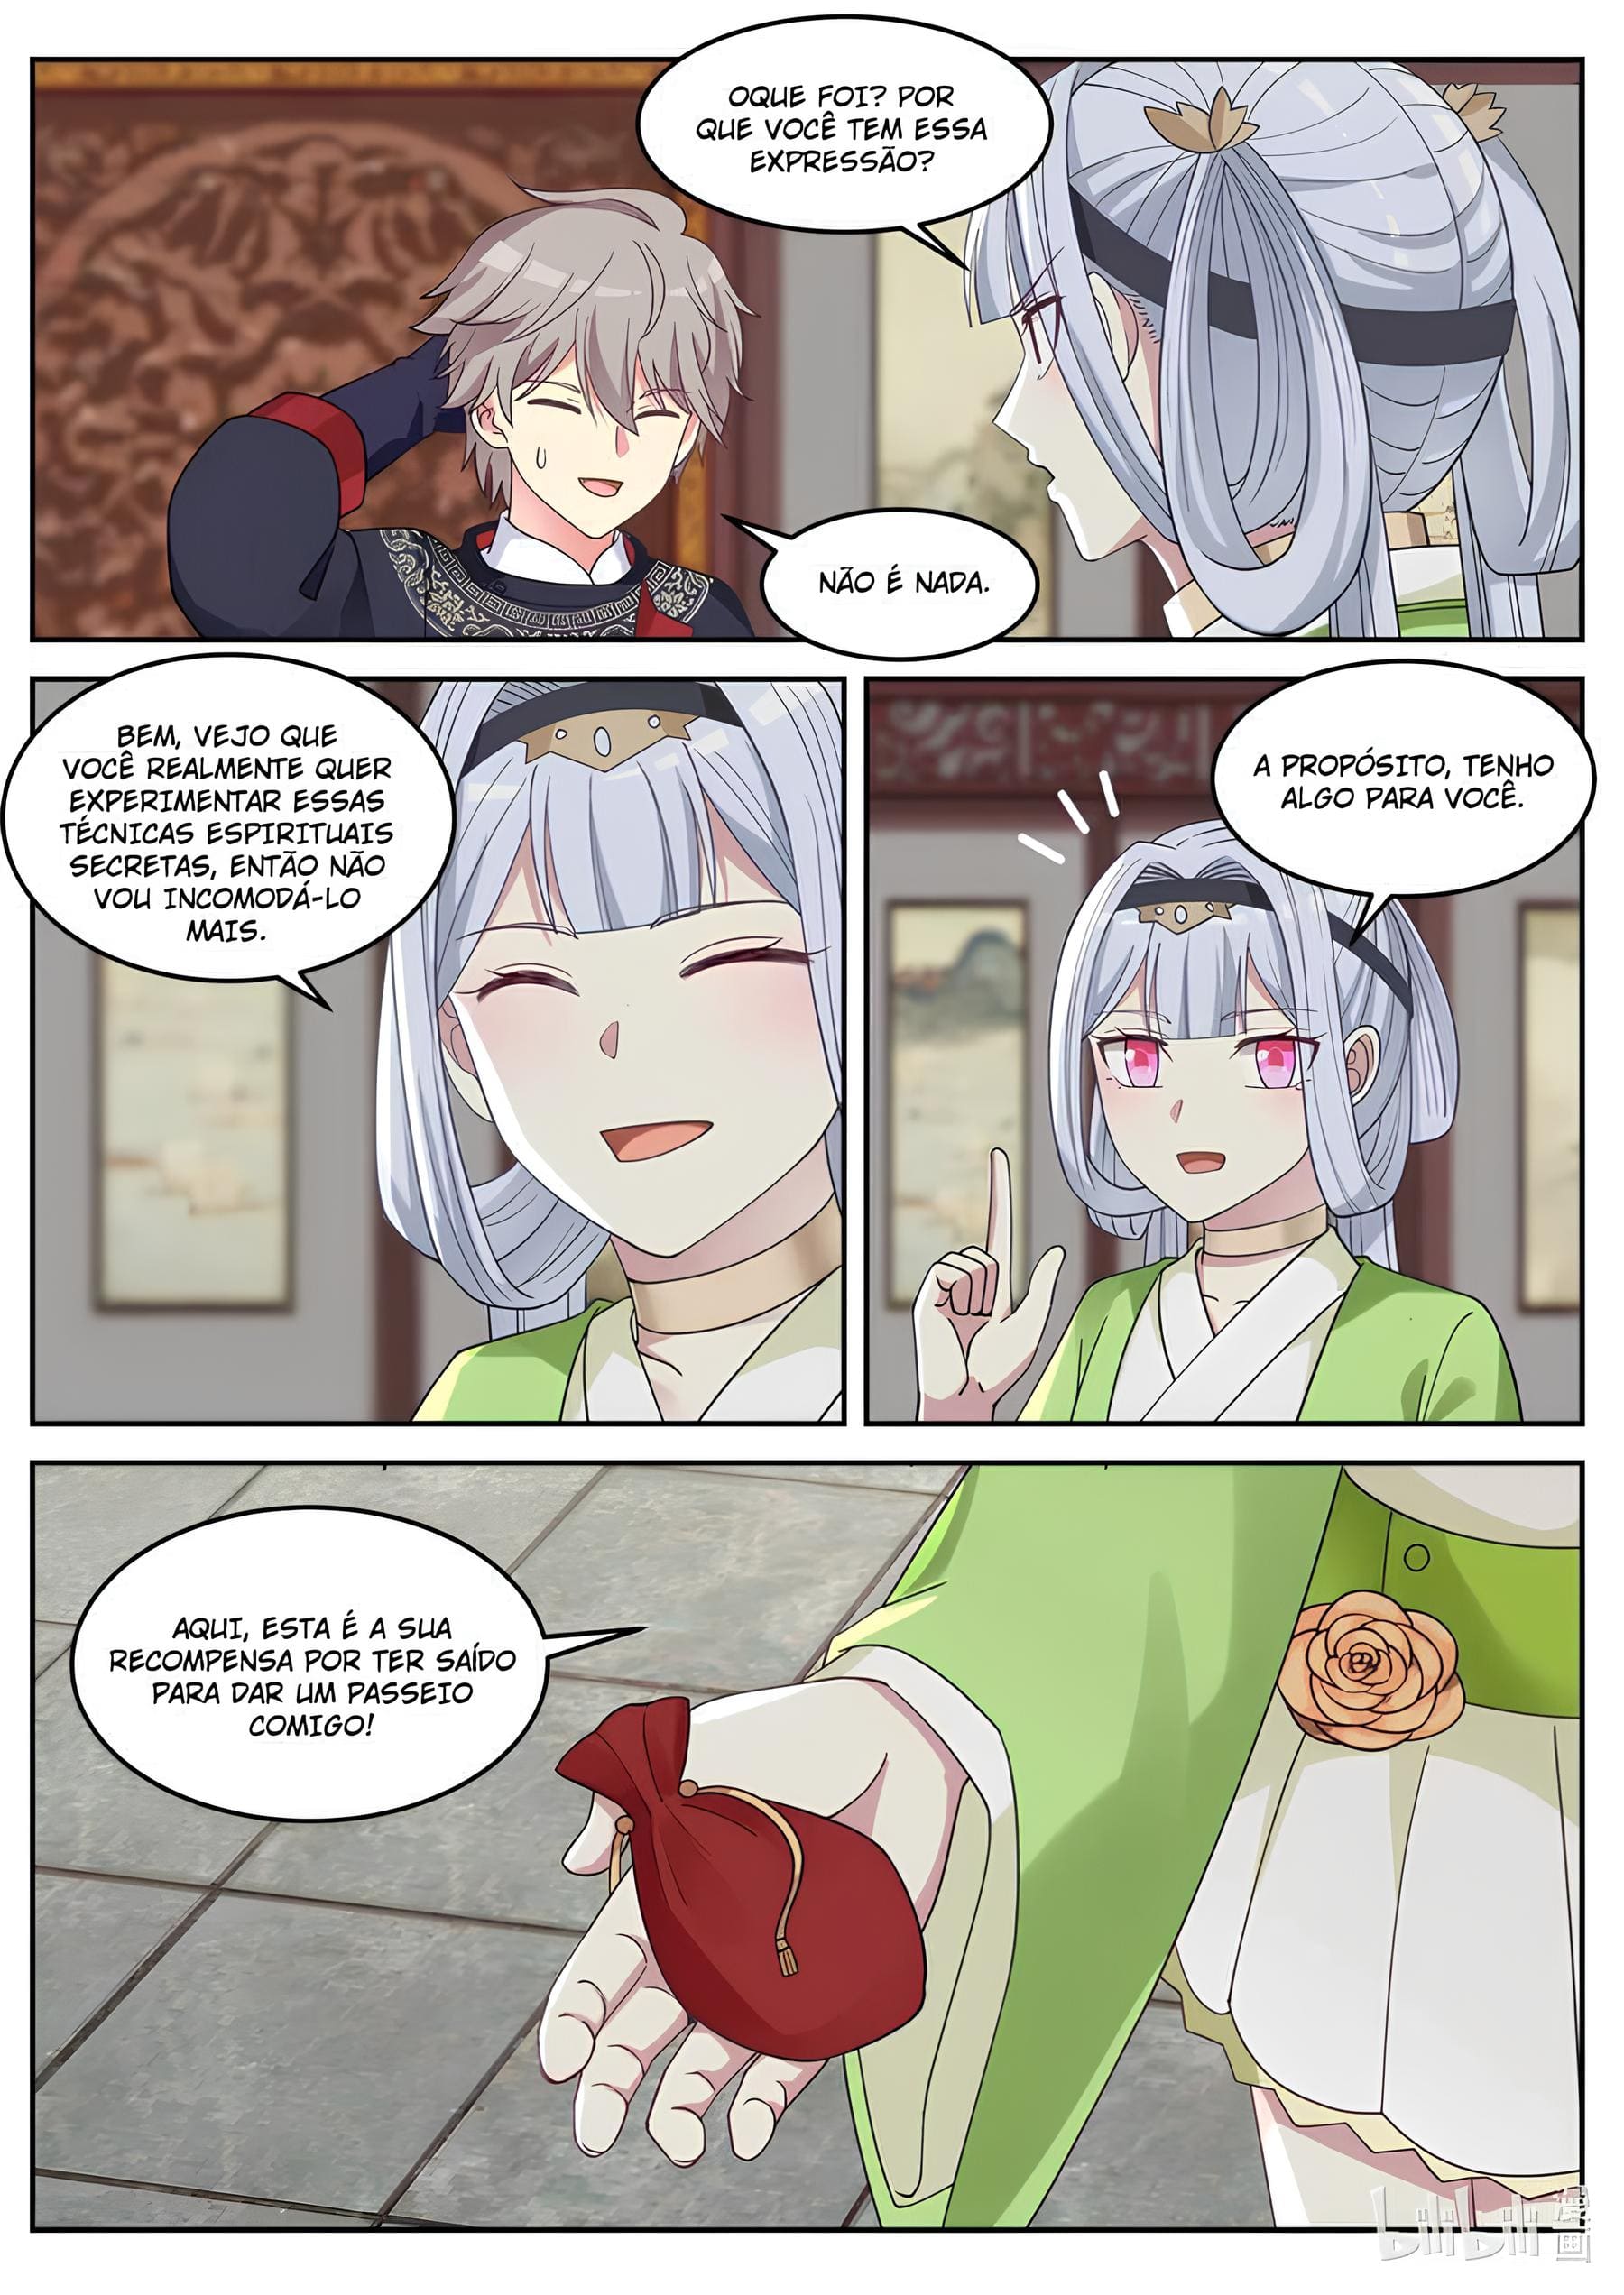 OQUE FOI? POR
QUE VOCÊ TEM ESSA
EXPRESSÃO?
NÃO É NADA.
BEM, VEJO QUE
VOCÊ REALMENTE QUER
EXPERIMENTAR ESSAS
TÉCNICAS ESPIRITUAIS
SECRETAS, ENTÃO NÃO
VOU INCOMODÁ-LO
MAIS.
A PROPÓSITO, TENHO
ALGO PARA VOCÊ.
AQUI, ESTA É A SUA
RECOMPENSA POR TER SAÍDO
PARA DAR UM PASSEIO
COMIGO!
bilibili 漫画